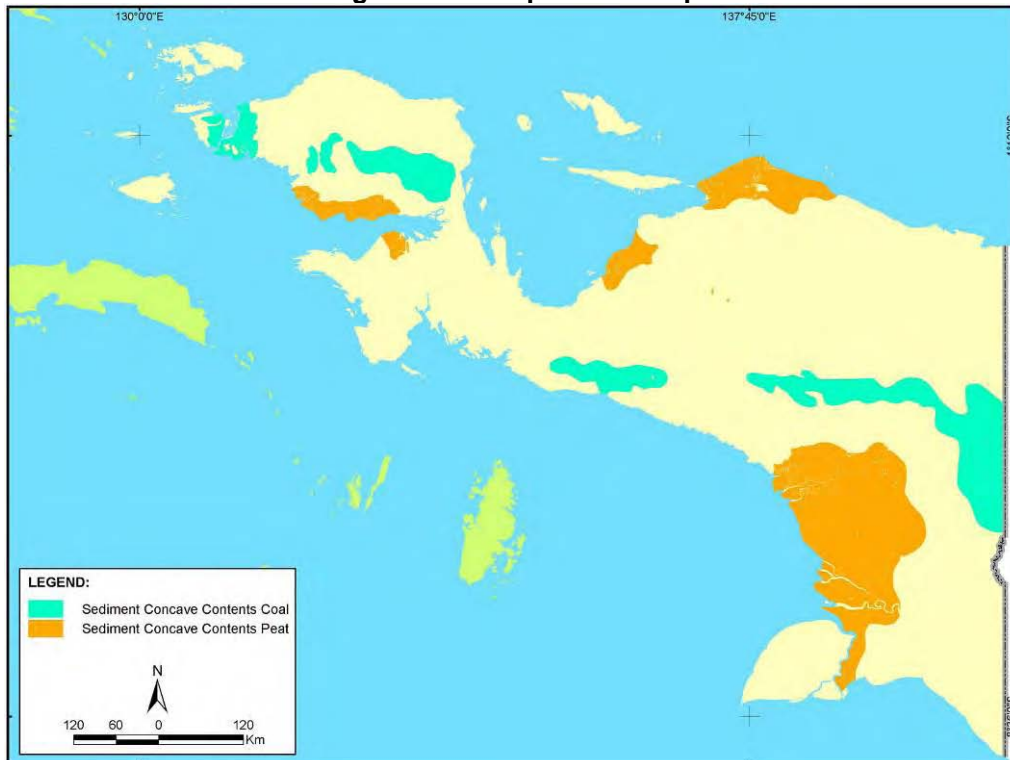 130°0'0"E
137°45'0"E
LEGEND:
Sediment Concave Contents Coal
Sediment Concave Contents Peat
N
120 60 0 120
Km